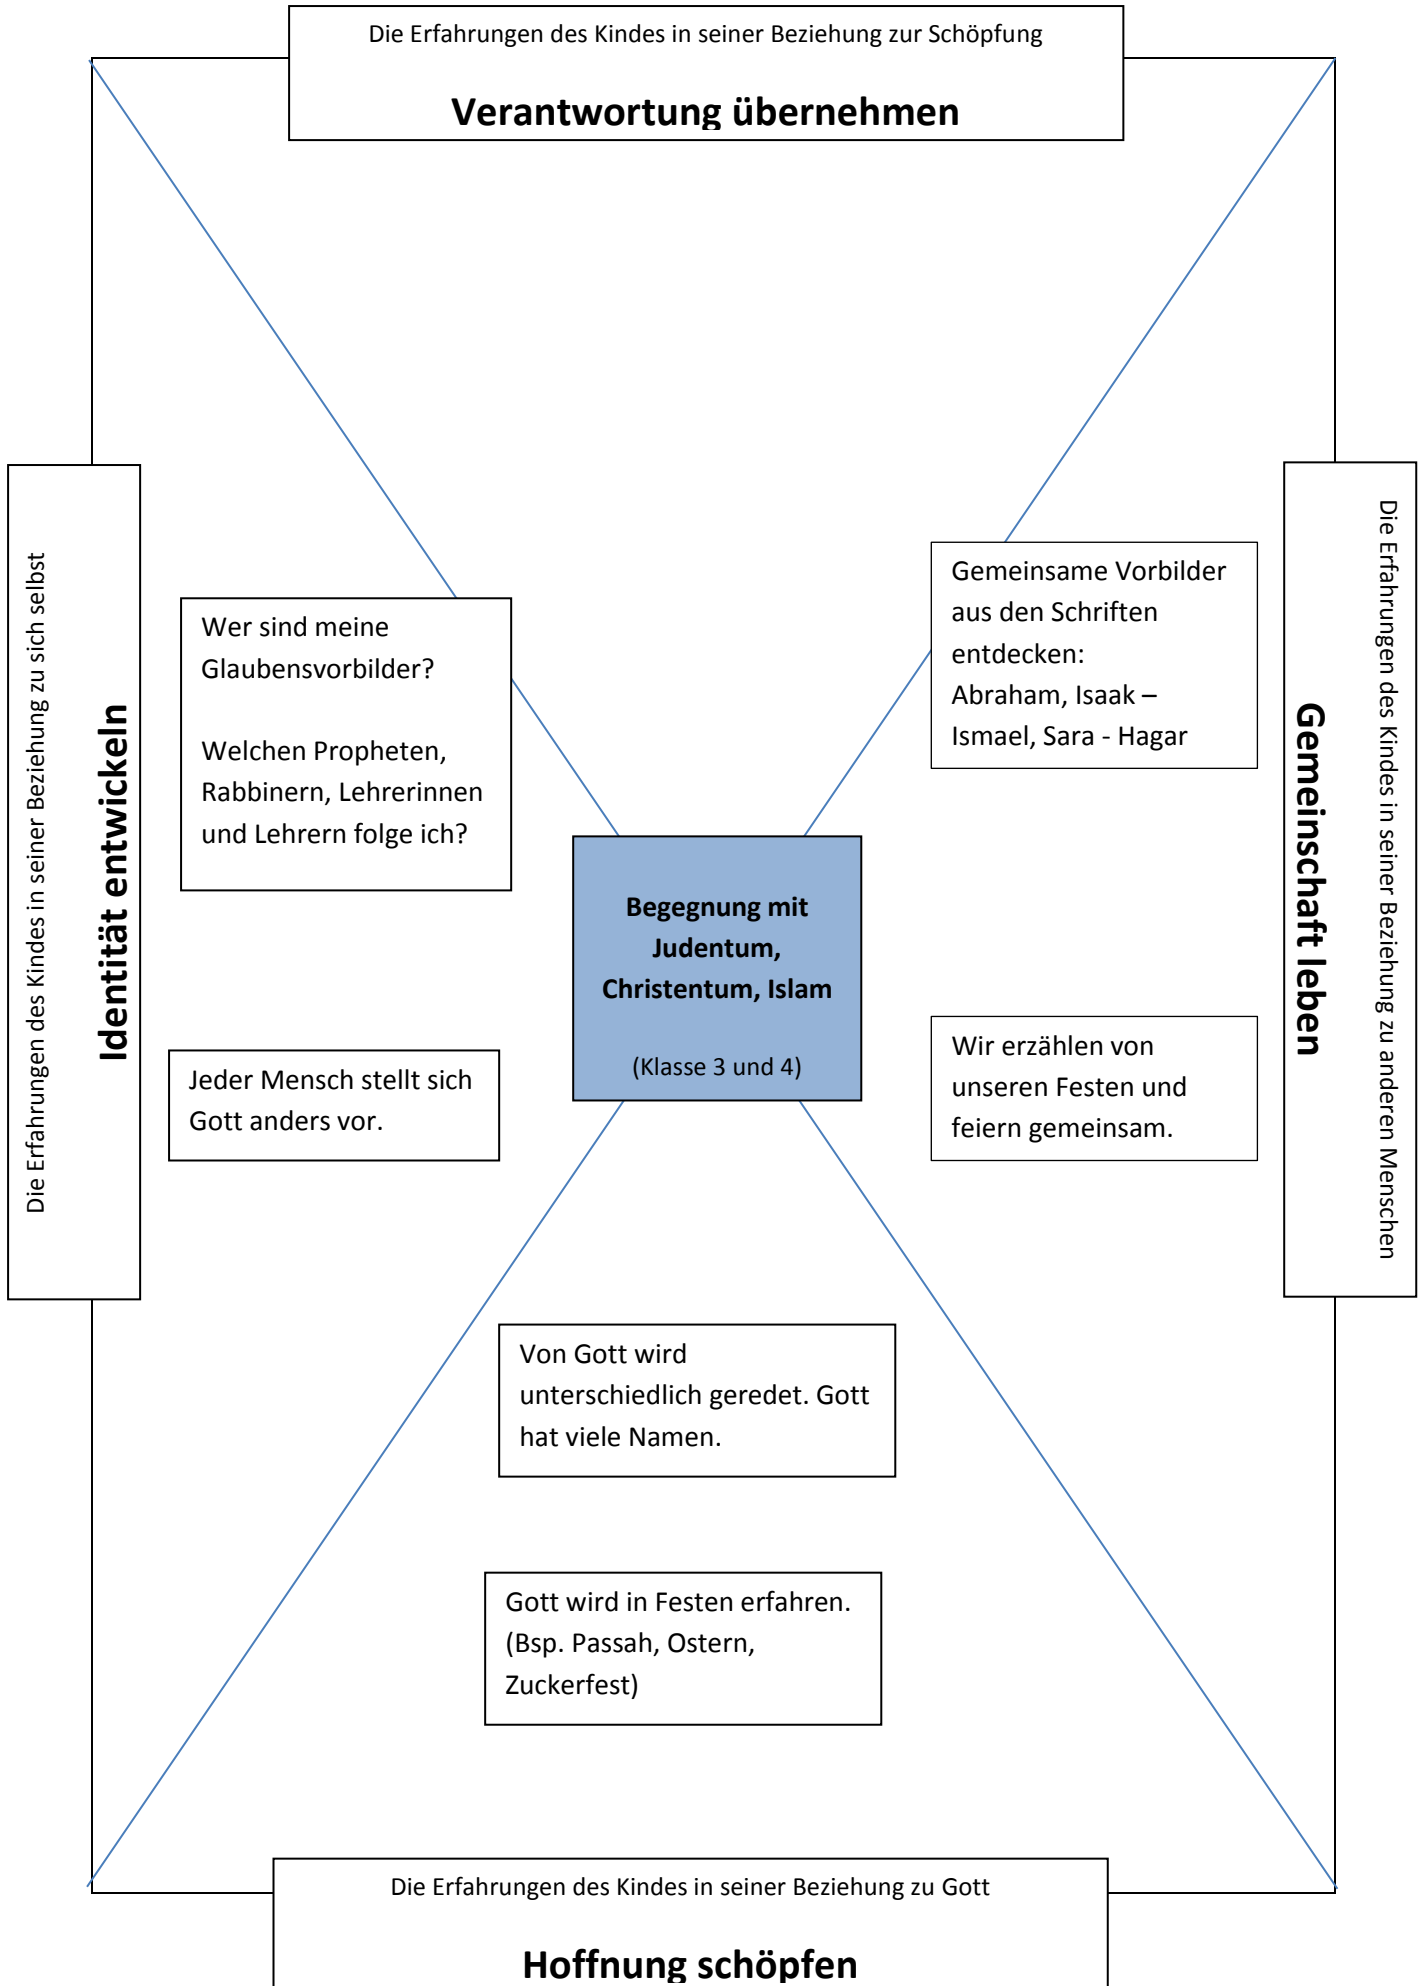 Die Erfahrungen des Kindes in seiner Beziehung zur Schöpfung
Verantwortung übernehmen
Die Erfahrungen des Kindes in seiner Beziehung zu sich selbst
Identität entwickeln
Wer sind meine
Glaubensvorbilder?
Welchen Propheten,
Rabbinern, Lehrerinnen
und Lehrern folge ich?
Jeder Mensch stellt sich
Gott anders vor.
Begegnung mit
Judentum,
Christentum, Islam
(Klasse 3 und 4)
Gemeinsame Vorbilder
aus den Schriften
entdecken:
Abraham, Isaak –
Ismael, Sara - Hagar
Wir erzählen von
unseren Festen und
feiern gemeinsam.
Die Erfahrungen des Kindes in seiner Beziehung zu anderen Menschen
Gemeinschaft leben
Von Gott wird
unterschiedlich geredet. Gott
hat viele Namen.
Gott wird in Festen erfahren.
(Bsp. Passah, Ostern,
Zuckerfest)
Die Erfahrungen des Kindes in seiner Beziehung zu Gott
Hoffnung schöpfen